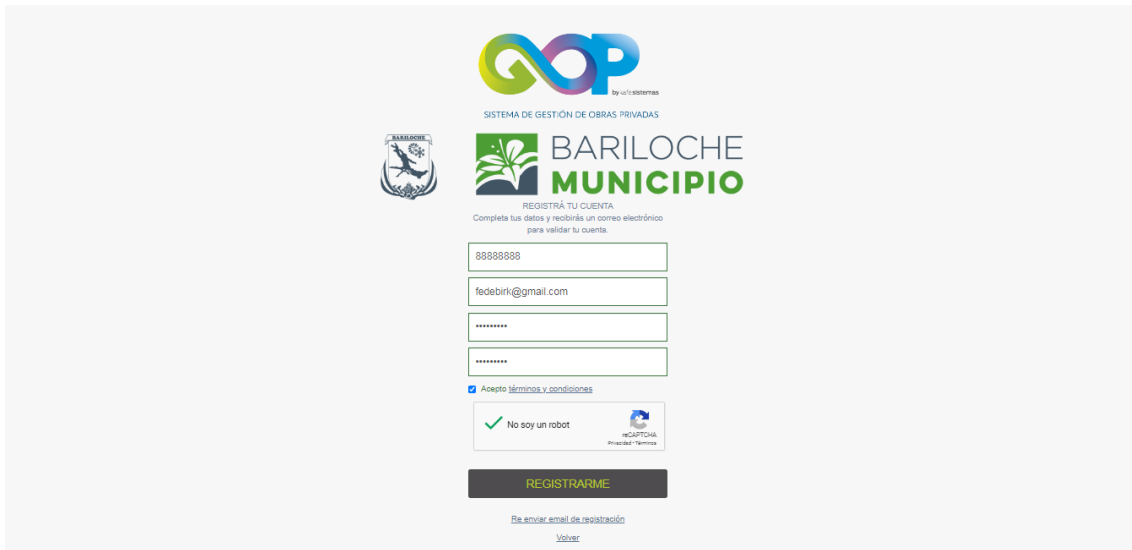 GOP
by cafe sistemas
SISTEMA DE GESTIÓN DE OBRAS PRIVADAS
BARILOCHE
BARILOCHE
MUNICIPIO
REGISTRÁ TU CUENTA
Completa tus datos y recibirás un correo electrónico
para validar tu cuenta.
88888888
fedebirk@gmail.com
•••••••••
•••••••••
Acepto términos y condiciones
No soy un robot
reCAPTCHA
Privacidad • Términos
REGISTRARME
Re enviar email de registración
Volver